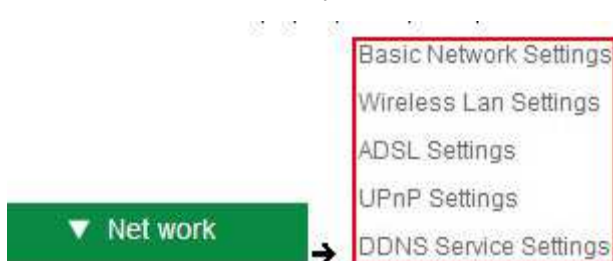 Basic Network Settings
Wireless Lan Settings
ADSL Settings
UPnP Settings
▼ Net work
DDNS Service Settings